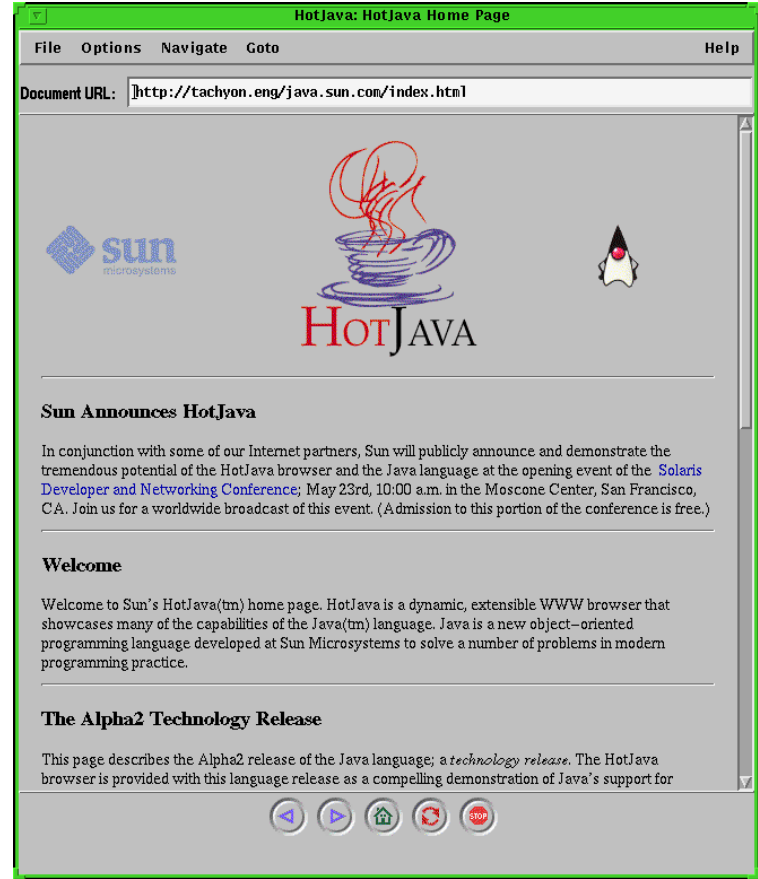 HotJava: HotJava Home Page
File Options Navigate Goto Help
Document URL: http://tachyon.eng/java.sun.com/index.html
sun
microsystems
HOTJAVA
Sun Announces HotJava
In conjunction with some of our Internet partners, Sun will publicly announce and demonstrate the
tremendous potential of the HotJava browser and the Java language at the opening event of the Solaris
Developer and Networking Conference; May 23rd, 10:00 a.m. in the Moscone Center, San Francisco,
CA. Join us for a worldwide broadcast of this event. (Admission to this portion of the conference is free.)
Welcome
Welcome to Sun's HotJava(tm) home page. HotJava is a dynamic, extensible WWW browser that
showcases many of the capabilities of the Java(tm) language. Java is a new object-oriented
programming language developed at Sun Microsystems to solve a number of problems in modern
programming practice.
The Alpha2 Technology Release
This page describes the Alpha2 release of the Java language; a technology release. The HotJava
browser is provided with this language release as a compelling demonstration of Java's support for
STOP